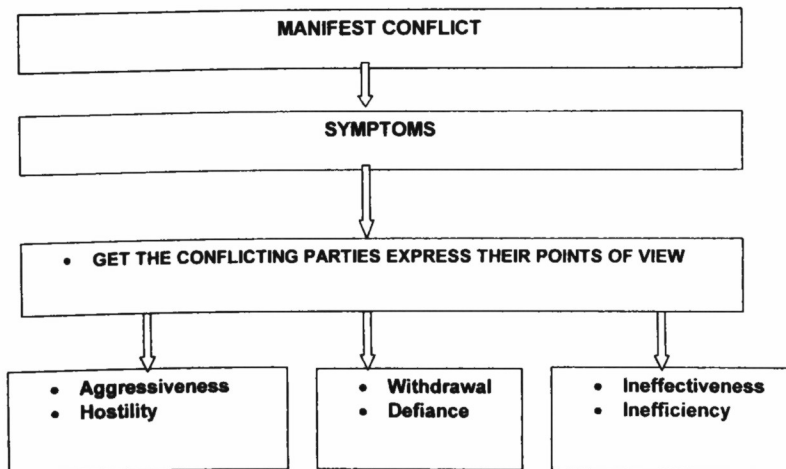 MANIFEST CONFLICT
SYMPTOMS
• GET THE CONFLICTING PARTIES EXPRESS THEIR POINTS OF VIEW
• Aggressiveness
• Hostility
• Withdrawal
• Defiance
• Ineffectiveness
• Inefficiency